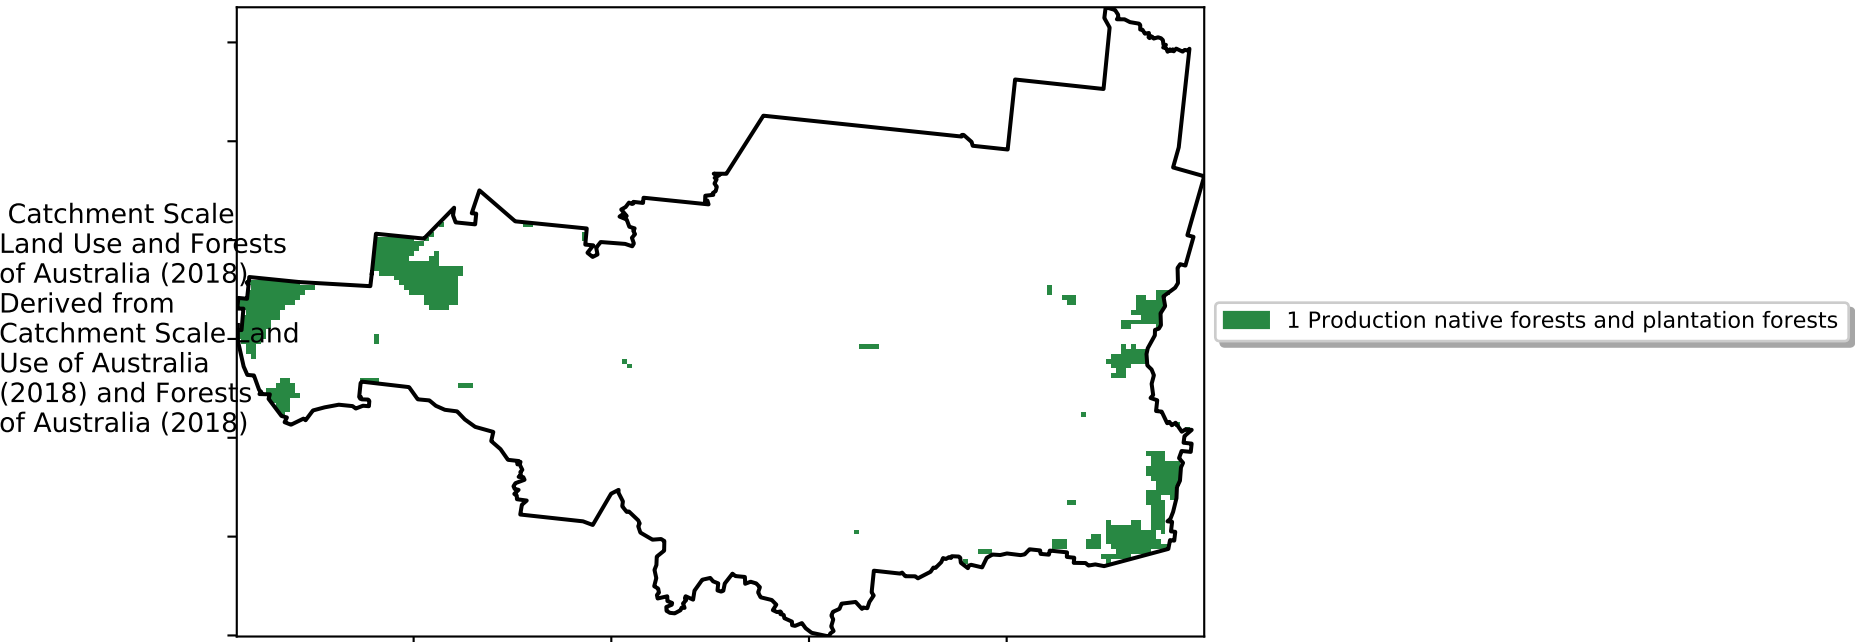 Catchment Scale
Land Use and Forests
of Australia (2018)
Derived from
Catchment Scale Land
Use of Australia
(2018) and Forests
of Australia (2018)
1 Production native forests and plantation forests